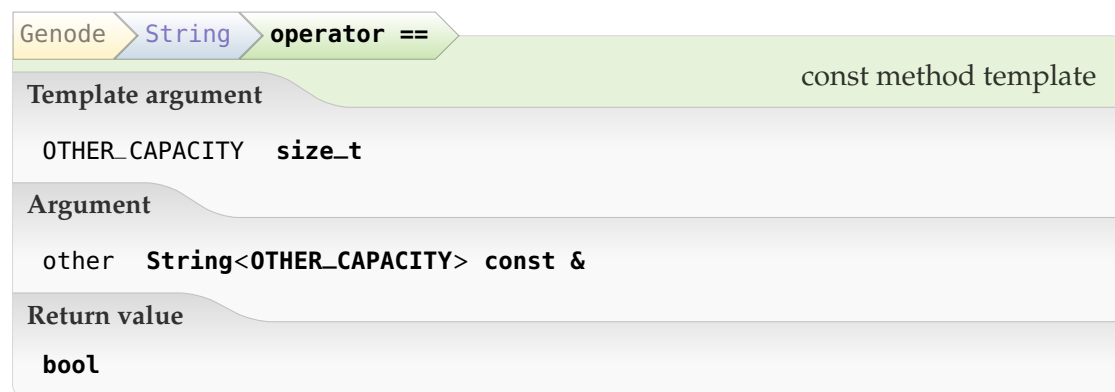 Genode String operator ==
const method template
Template argument
OTHER_CAPACITY size_t
Argument
other String<OTHER_CAPACITY> const &
Return value
bool